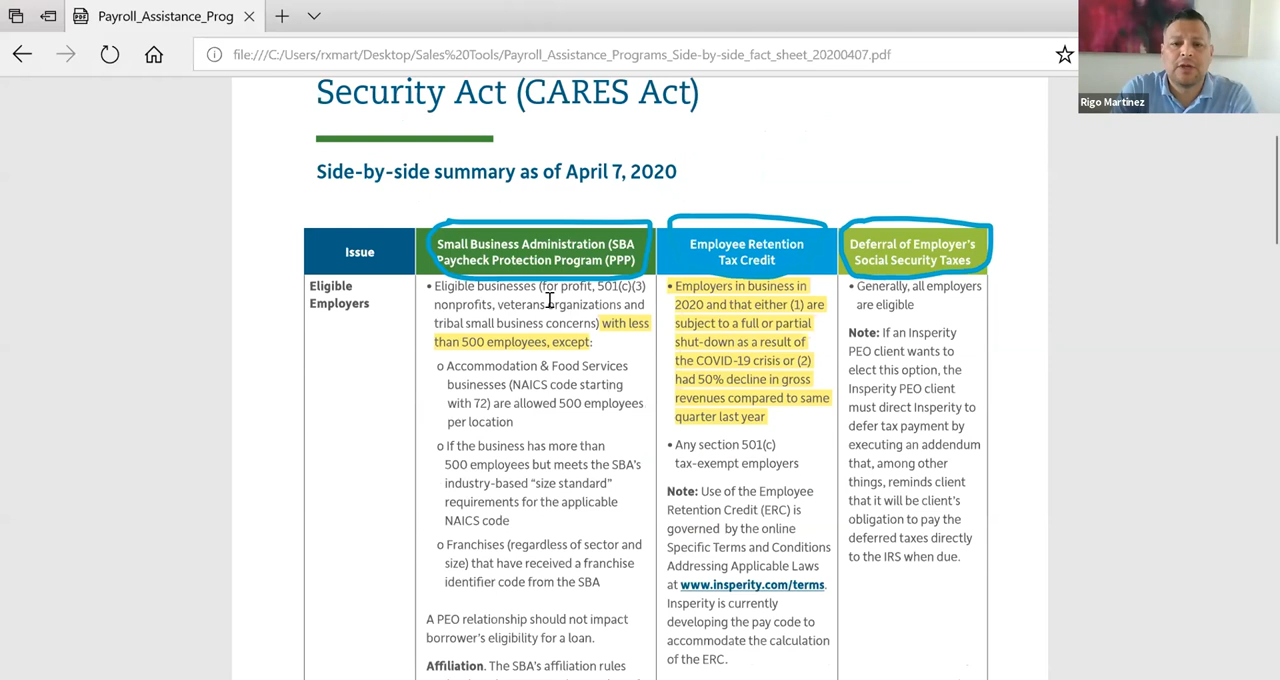 Payroll_Assistance_Prog
file:///C:/Users/rxmart/Desktop/Sales%20Tools/Payroll_Assistance_Programs_Side-by-side_fact_sheet_20200407.pdf
Rigo Martinez
Security Act (CARES Act)
Side-by-side summary as of April 7, 2020
Issue
Small Business Administration (SBA
Paycheck Protection Program (PPP)
Employee Retention
Tax Credit
Deferral of Employer's
Social Security Taxes
Eligible
Employers
• Eligible businesses (for profit, 501(c)(3)
nonprofits, veterans organizations and
tribal small business concerns) with less
than 500 employees, except:
o Accommodation & Food Services
businesses (NAICS code starting
with 72) are allowed 500 employees
per location
o If the business has more than
500 employees but meets the SBA's
industry-based "size standard"
requirements for the applicable
NAICS code
o Franchises (regardless of sector and
size) that have received a franchise
identifier code from the SBA
A PEO relationship should not impact
borrower's eligibility for a loan.
Affiliation. The SBA's affiliation rules
• Employers in business in
2020 and that either (1) are
subject to a full or partial
shut-down as a result of
the COVID-19 crisis or (2)
had 50% decline in gross
revenues compared to same
quarter last year
• Any section 501(c)
tax-exempt employers
Note: Use of the Employee
Retention Credit (ERC) is
governed by the online
Specific Terms and Conditions
Addressing Applicable Laws
at www.insperity.com/terms.
Insperity is currently
developing the pay code to
accommodate the calculation
of the ERC.
• Generally, all employers
are eligible
Note: If an Insperity
PEO client wants to
elect this option, the
Insperity PEO client
must direct Insperity to
defer tax payment by
executing an addendum
that, among other
things, reminds client
that it will be client's
obligation to pay the
deferred taxes directly
to the IRS when due.